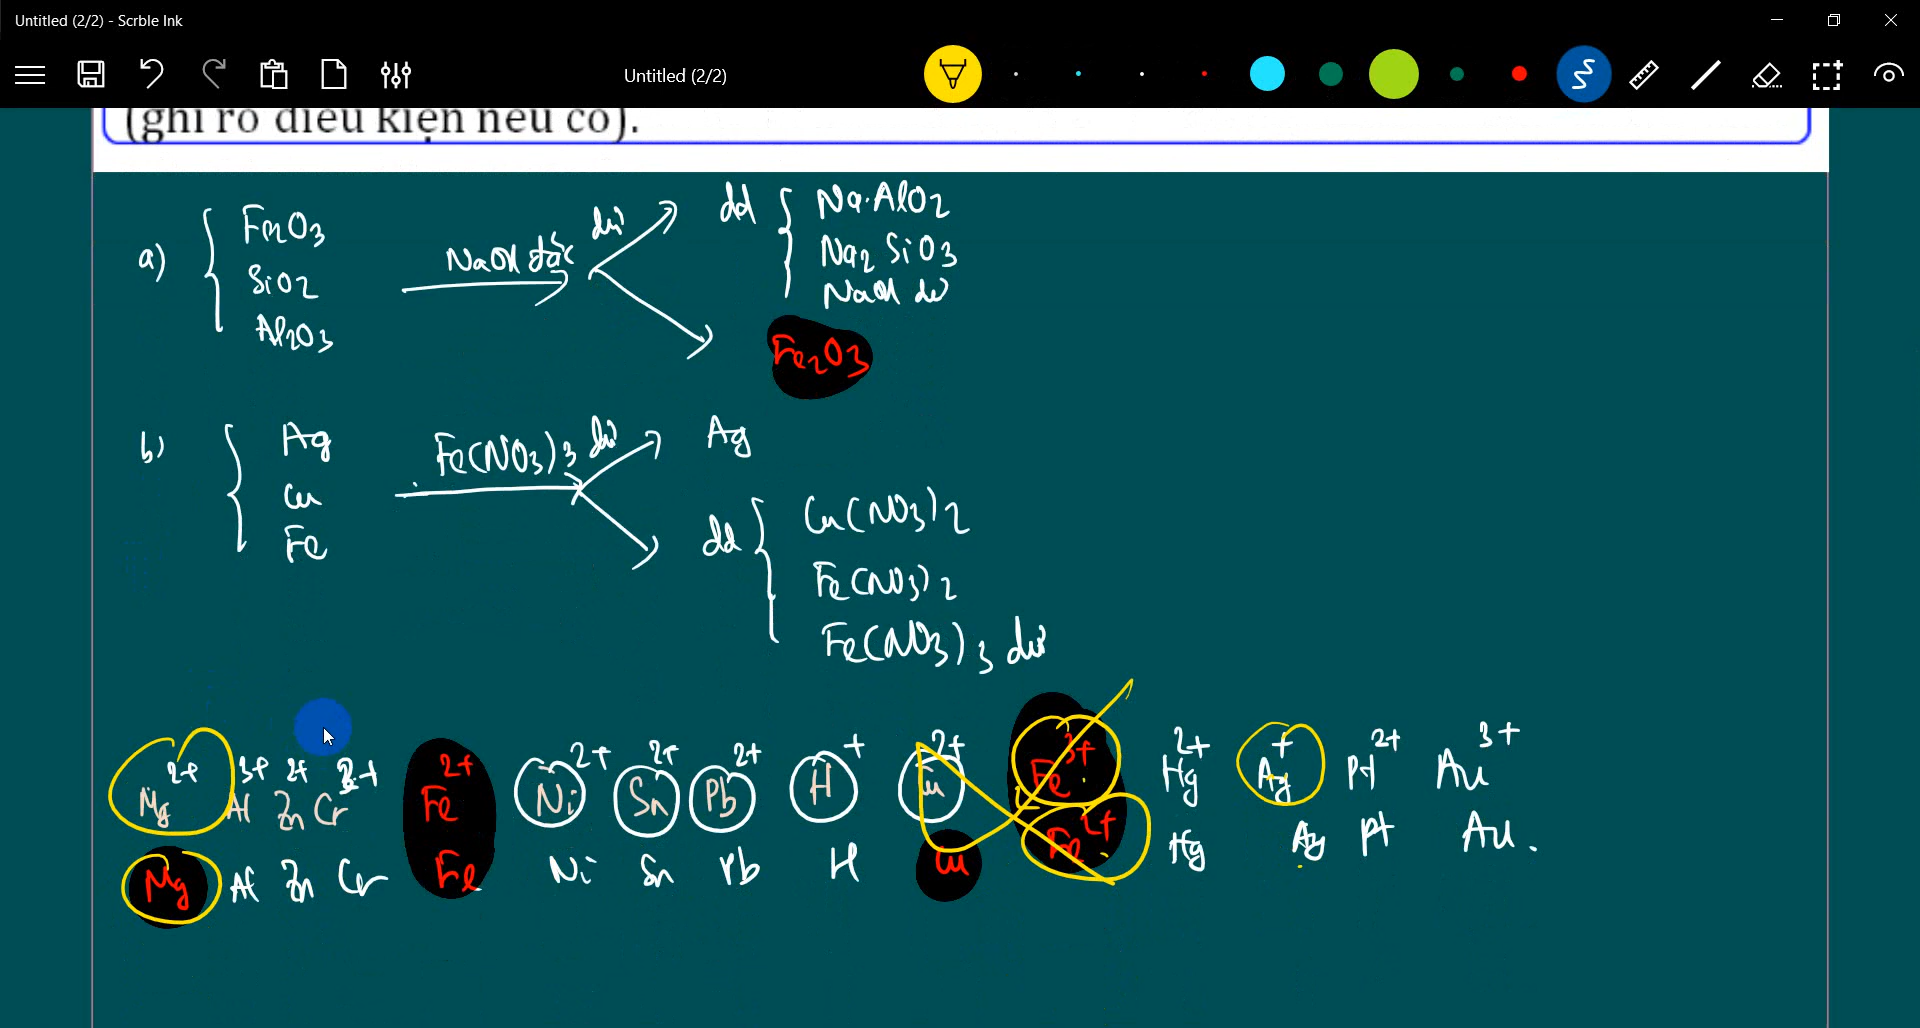 Untitled (2/2) - Scrble Ink
Untitled (2/2)
(ghi rõ điều kiện nếu có).
a) { Fe2O3 SiO2 Al2O3
NaOH đặc dư
dd { NaAlO2
Na2SiO3
NaOH dư
Fe2O3
b) { Ag Cu Fe
Fe(NO3)3 dư
Ag
dd { Cu(NO3)2
Fe(NO3)2
Fe(NO3)3 dư
Mg2+ Al3+ Zn2+ Cr Fe2+ Ni2+ Sn2+ Pb2+ H+ Cu2+ Fe3+ Hg2+ Ag+ Pt2+ Au3+
Mg Al Zn Cr Fe Ni Sn Pb H Cu Fe2+ Hg Ag Pt Au.